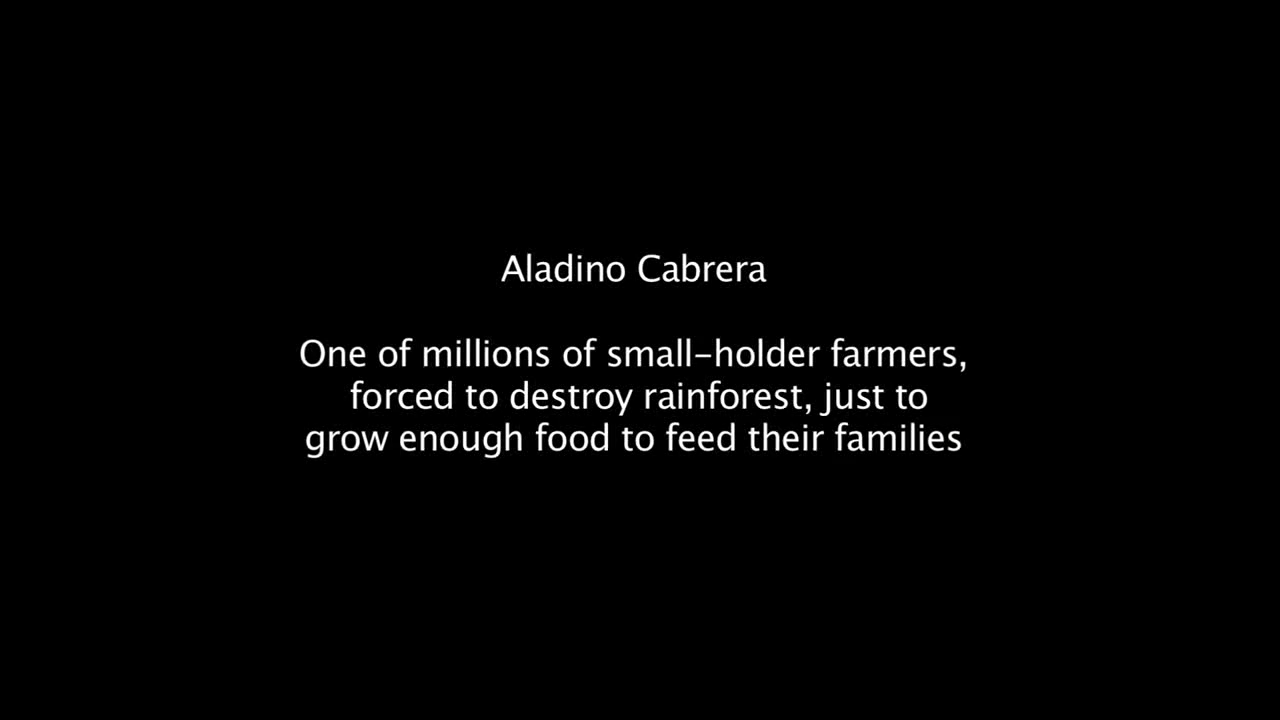 Aladino Cabrera
One of millions of small-holder farmers,
forced to destroy rainforest, just to
grow enough food to feed their families